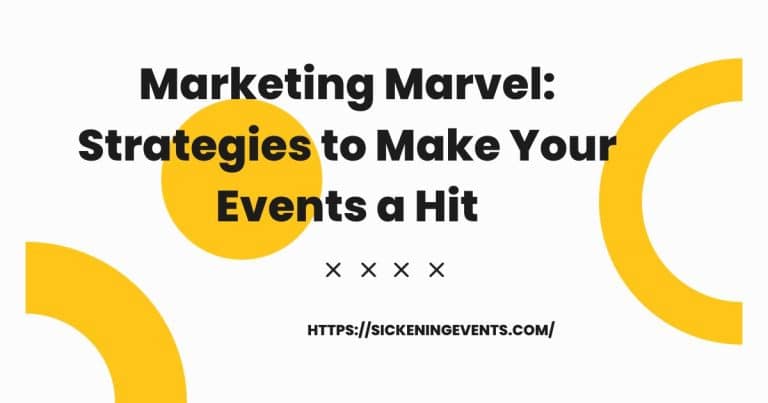 Marketing Marvel:
Strategies to Make Your
Events a Hit
HTTPS://SICKENINGEVENTS.COM/